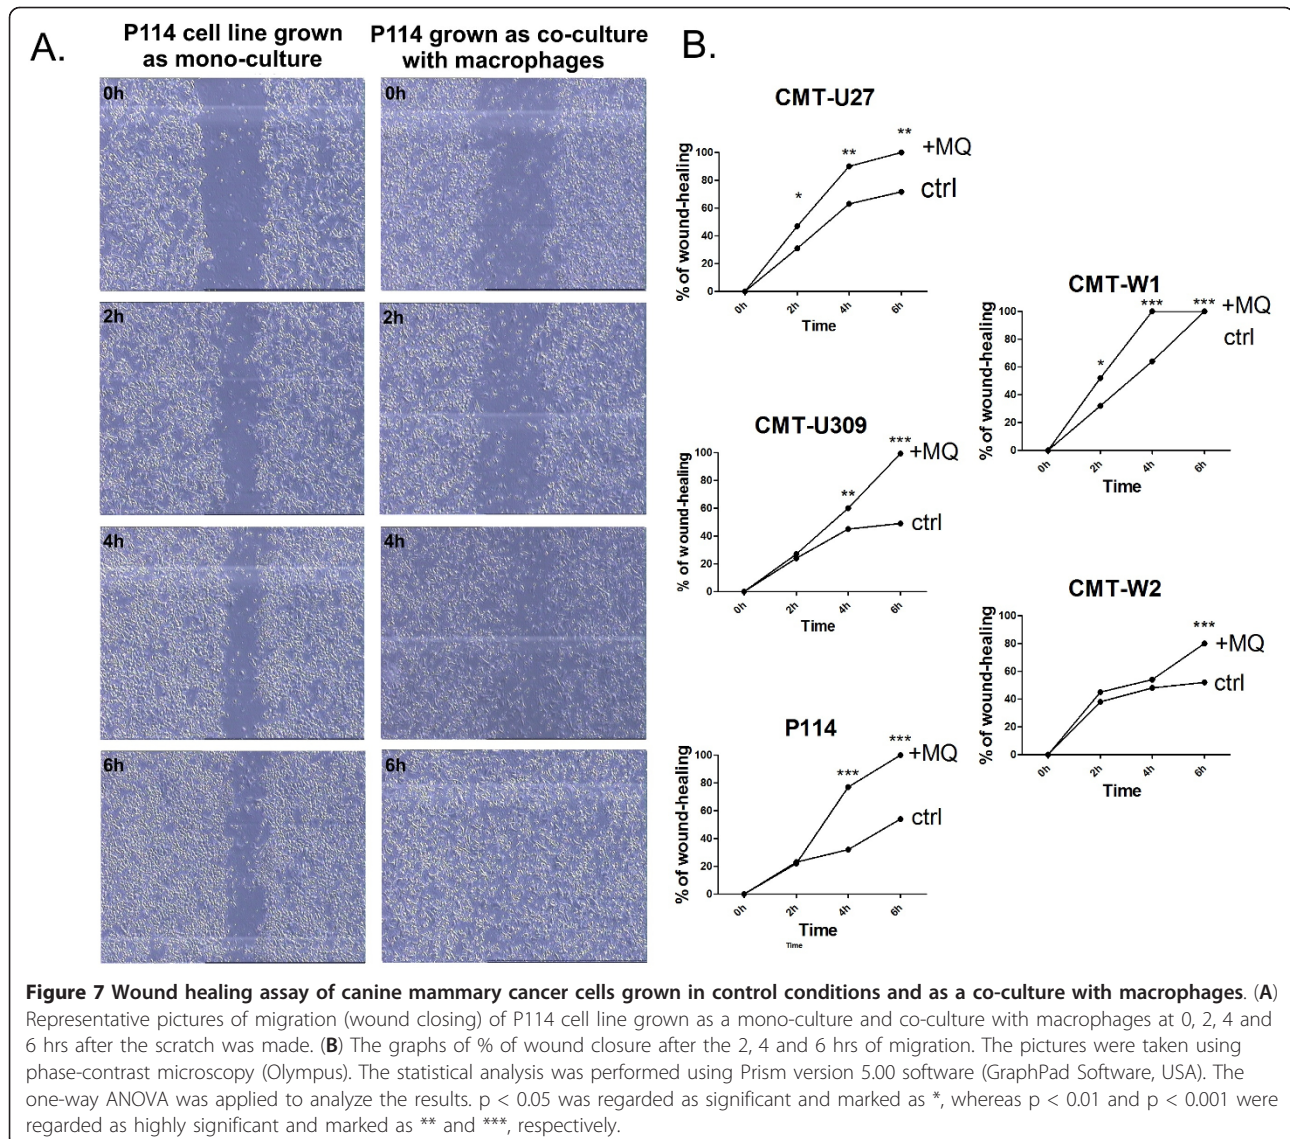 A.
P114 cell line grown
as mono-culture
P114 grown as co-culture
with macrophages
0h
0h
2h
2h
4h
4h
6h
6h
B.
CMT-U27
% of wound-healing
100
80
60
40
20
0
0h
2h
4h
6h
Time
*
**
**
+MQ
ctrl
CMT-W1
% of wound-healing
100
80
60
40
20
0
0h
2h
4h
6h
Time
*
***
***
+MQ
ctrl
CMT-U309
% of wound-healing
100
80
60
40
20
0
0h
2h
4h
6h
Time
**
***
+MQ
ctrl
CMT-W2
% of wound-healing
100
80
60
40
20
0
0h
2h
4h
6h
Time
***
+MQ
ctrl
P114
% of wound-healing
100
80
60
40
20
0
0h
2h
4h
6h
Time
Time
***
***
+MQ
ctrl
Figure 7 Wound healing assay of canine mammary cancer cells grown in control conditions and as a co-culture with macrophages. (A)
Representative pictures of migration (wound closing) of P114 cell line grown as a mono-culture and co-culture with macrophages at 0, 2, 4 and
6 hrs after the scratch was made. (B) The graphs of % of wound closure after the 2, 4 and 6 hrs of migration. The pictures were taken using
phase-contrast microscopy (Olympus). The statistical analysis was performed using Prism version 5.00 software (GraphPad Software, USA). The
one-way ANOVA was applied to analyze the results. p < 0.05 was regarded as significant and marked as *, whereas p < 0.01 and p < 0.001 were
regarded as highly significant and marked as ** and ***, respectively.